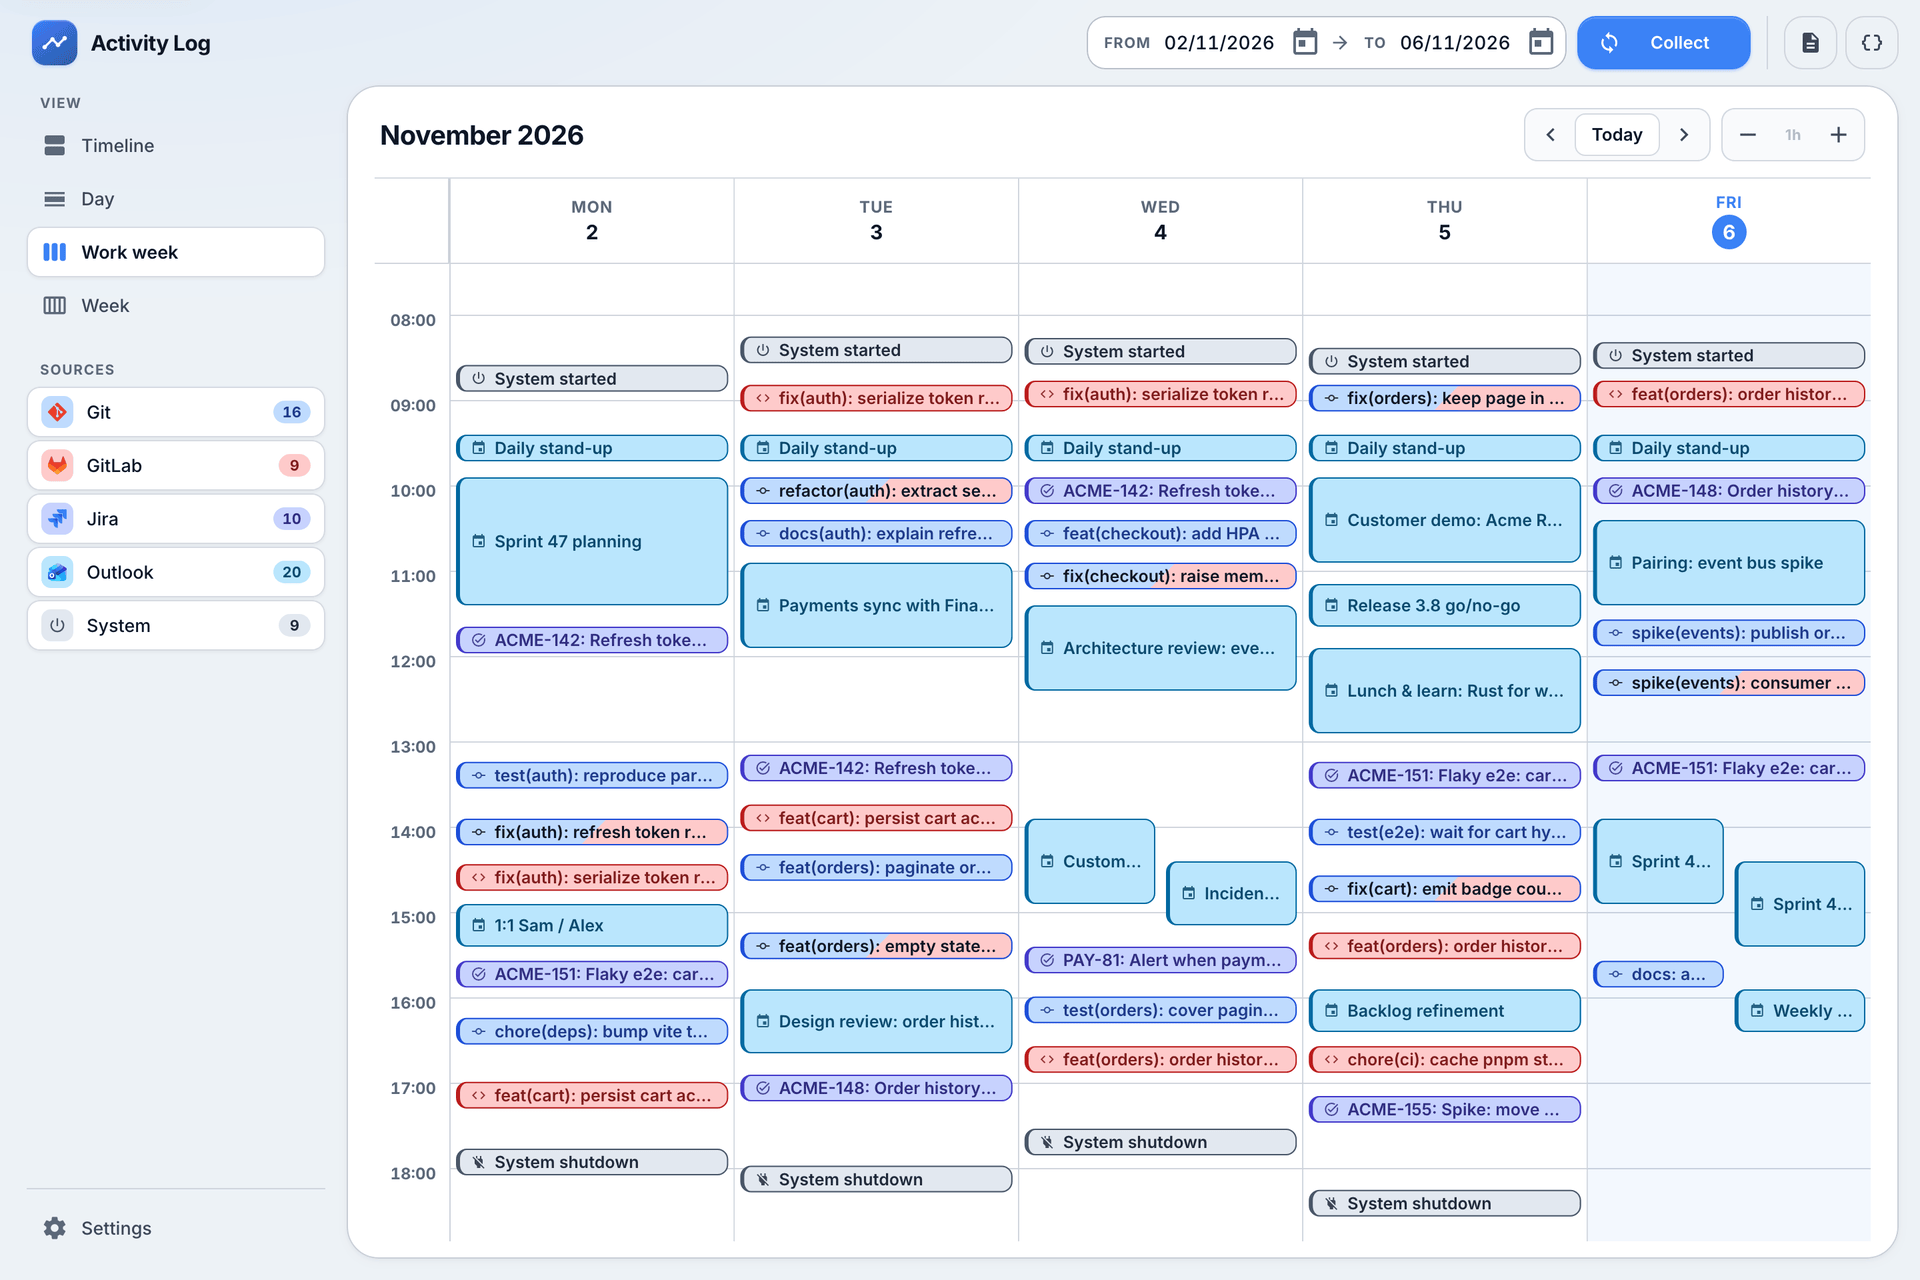 Activity Log
FROM 02/11/2026 → TO 06/11/2026
Collect
VIEW
Timeline
Day
Work week
Week
SOURCES
Git 16
GitLab 9
Jira 10
Outlook 20
System 9
Settings
November 2026
Today
1h
MON 2
TUE 3
WED 4
THU 5
FRI 6
08:00
09:00
10:00
11:00
12:00
13:00
14:00
15:00
16:00
17:00
18:00
System started
Daily stand-up
Sprint 47 planning
ACME-142: Refresh toke...
test(auth): reproduce par...
fix(auth): refresh token r...
fix(auth): serialize token r...
1:1 Sam / Alex
ACME-151: Flaky e2e: car...
chore(deps): bump vite t...
feat(cart): persist cart ac...
System shutdown
System started
fix(auth): serialize token r...
Daily stand-up
refactor(auth): extract se...
docs(auth): explain refre...
Payments sync with Fina...
ACME-142: Refresh toke...
feat(cart): persist cart ac...
feat(orders): paginate or...
feat(orders): empty state...
Design review: order hist...
ACME-148: Order history...
System shutdown
System started
fix(auth): serialize token r...
Daily stand-up
ACME-142: Refresh toke...
feat(checkout): add HPA ...
fix(checkout): raise mem...
Architecture review: eve...
Custom...
Inciden...
PAY-81: Alert when paym...
test(orders): cover pagin...
feat(orders): order histor...
System shutdown
System started
fix(orders): keep page in ...
Daily stand-up
Customer demo: Acme R...
Release 3.8 go/no-go
Lunch & learn: Rust for w...
ACME-151: Flaky e2e: car...
test(e2e): wait for cart hy...
fix(cart): emit badge cou...
feat(orders): order histor...
Backlog refinement
chore(ci): cache pnpm st...
ACME-155: Spike: move ...
System shutdown
System started
feat(orders): order histor...
Daily stand-up
ACME-148: Order history...
Pairing: event bus spike
spike(events): publish or...
spike(events): consumer ...
ACME-151: Flaky e2e: car...
Sprint 4...
Sprint 4...
docs: a...
Weekly ...